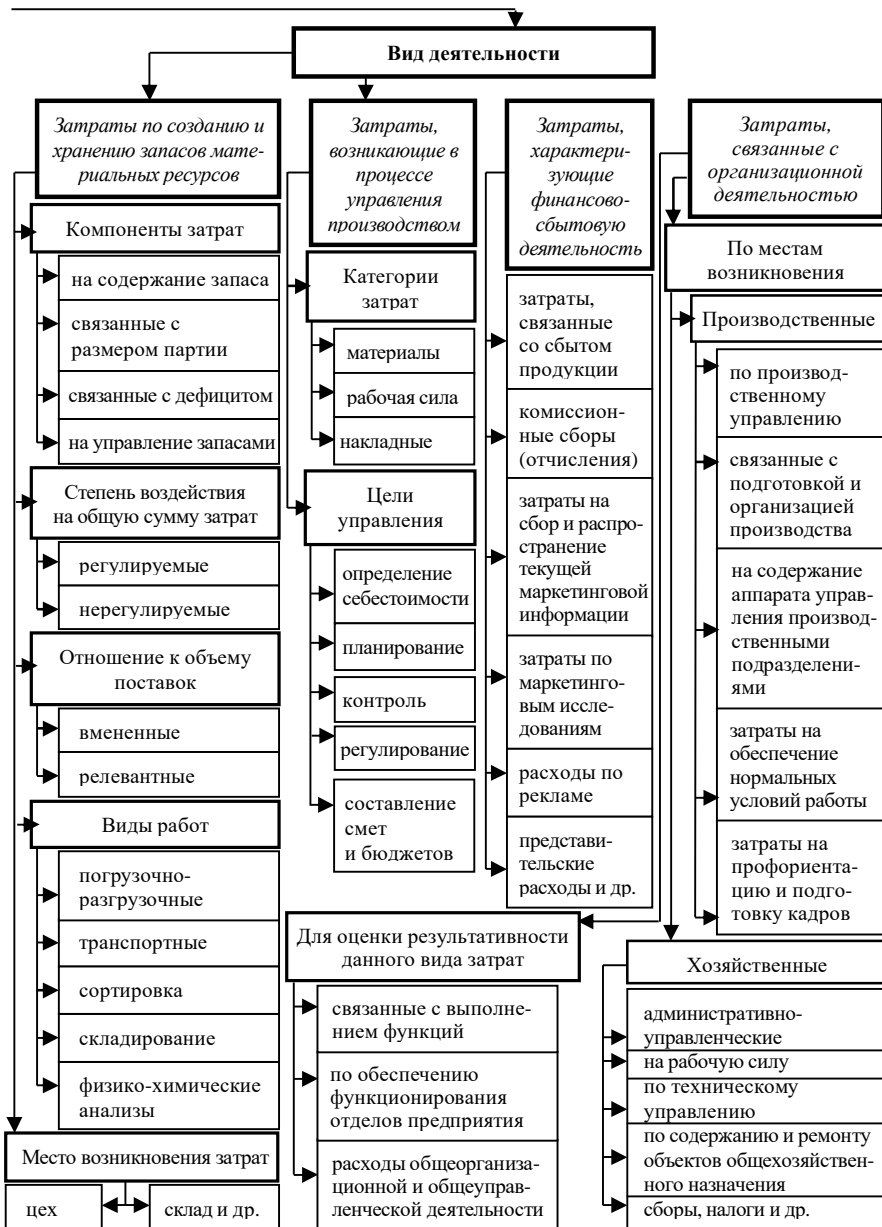 Вид деятельности
Затраты по созданию и
хранению запасов мате-
риальных ресурсов
Компоненты затрат
на содержание запаса
связанные с
размером партии
связанные с дефицитом
на управление запасами
Степень воздействия
на общую сумму затрат
регулируемые
нерегулируемые
Отношение к объему
поставок
вмененные
релевантные
Виды работ
погрузочно-
разгрузочные
транспортные
сортировка
складирование
физико-химические
анализы
Место возникновения затрат
цех
склад и др.
Затраты,
возникающие в
процессе
управления
производством
Категории
затрат
материалы
рабочая сила
накладные
Цели
управления
определение
себестоимости
планирование
контроль
регулирование
составление
смет
и бюджетов
Затраты,
характери-
зующие
финансово-
сбытовую
деятельность
затраты,
связанные
со сбытом
продукции
комиссион-
ные сборы
(отчисления)
затраты на
сбор и распро-
странение
текущей
маркетинговой
информации
затраты по
маркетинго-
вым иссле-
дованиям
расходы по
рекламе
представи-
тельские
расходы и др.
Затраты,
связанные с
организационной
деятельностью
Для оценки результативности
данного вида затрат
связанные с выполне-
нием функций
по обеспечению
функционирования
отделов предприятия
расходы общеорганиза-
ционной и общеуправ-
ленческой деятельности
По местам
возникновения
Производственные
по производ-
ственному
управлению
связанные с
подготовкой и
организацией
производства
на содержание
аппарата управ-
ления производ-
ственными
подразделени-
ями
затраты на
обеспечение
нормальных
условий работы
затраты на
профориента-
цию и подго-
товку кадров
Хозяйственные
административно-
управленческие
на рабочую силу
по техническому
управлению
по содержанию и ремонту
объектов общехозяйствен-
ного назначения
сборы, налоги и др.